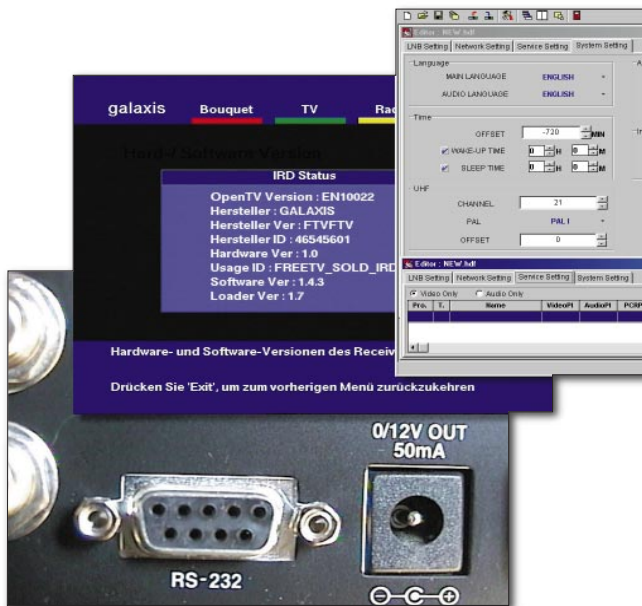 Editor : NEW.hdf
LNB Setting Network Setting Service Setting System Setting
Language
MAIN LANGUAGE ENGLISH
AUDIO LANGUAGE ENGLISH
Time
OFFSET -720 MIN
WAKE-UP TIME 0 H 0 M
SLEEP TIME 0 H 0 M
UHF
CHANNEL 21
PAL PAL I
OFFSET 0
Editor : NEW.hdf
LNB Setting Network Setting Service Setting System Setting
Video Only Audio Only
Pro. T. Name VideoPI AudioPI PCRP
galaxis Bouquet TV Rad
Hard-/ Software Version
IRD Status
OpenTV Version : EN10022
Hersteller : GALAXIS
Hersteller Ver : FTVFTV
Hersteller ID : 46545601
Hardware Ver : 1.0
Usage ID : FREETV_SOLD_IRD
Software Ver : 1.4.3
Loader Ver : 1.7
Hardware- und Software-Versionen des Receiv
Drücken Sie 'Exit', um zum vorherigen Menü zurückzukehren
0/12V OUT
50mA
RS-232